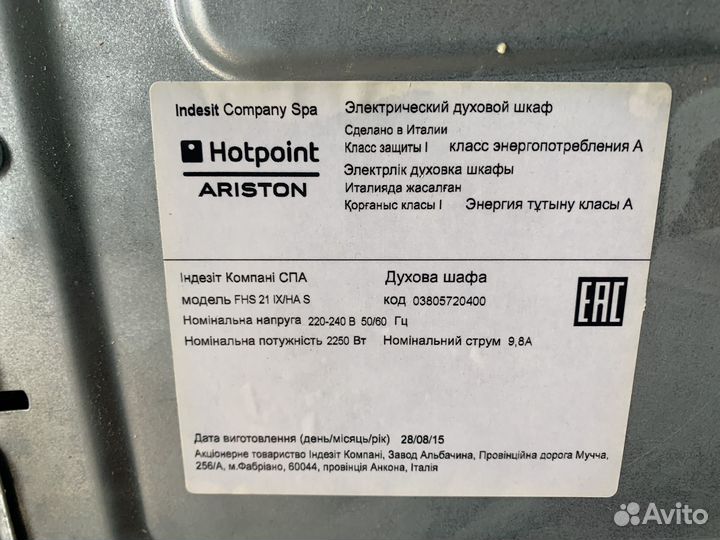 Indesit Company Spa
Hotpoint
ARISTON
Электрический духовой шкаф
Сделано в Италии
Класс защиты I класс энергопотребления А
Электрлік духовка шкафы
Италияда жасалған
Қорғаныс класы I Энергия тұтыну класы А
Індезіт Компані СПА Духова шафа
модель FHS 21 IX/HA S код 03805720400
Номінальна напруга 220-240 В 50/60 Гц
Номінальна потужність 2250 Вт Номінальний струм 9,8А
EAC
Дата виготовлення (день/місяць/рік) 28/08/15
Акціонерне товариство Індезіт Компані, Завод Альбачина, Провінційна дорога Мучча,
256/А, м.Фабріано, 60044, провінція Анкона, Італія
Avito